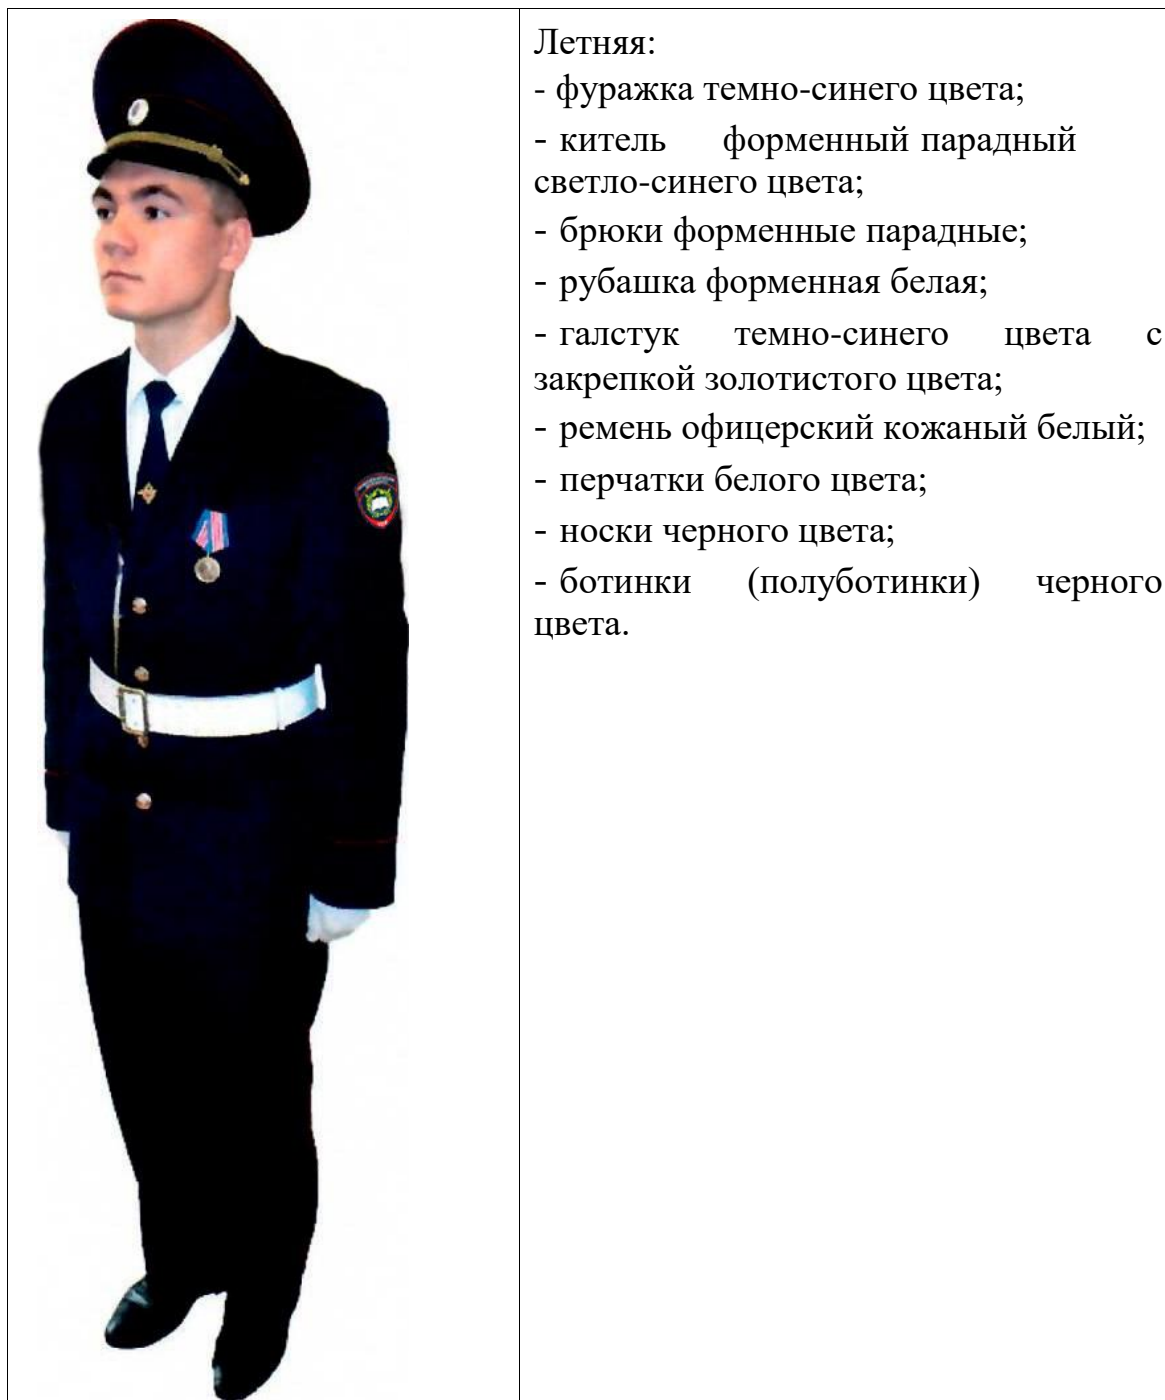 Летняя:
- фуражка темно-синего цвета;
- китель форменный парадный
светло-синего цвета;
- брюки форменные парадные;
- рубашка форменная белая;
- галстук темно-синего цвета с
закрепкой золотистого цвета;
- ремень офицерский кожаный белый;
- перчатки белого цвета;
- носки черного цвета;
- ботинки (полуботинки) черного
цвета.